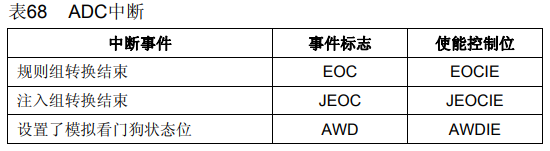 表68 ADC中断
中断事件 事件标志 使能控制位
规则组转换结束 EOC EOCIE
注入组转换结束 JEOC JEOCIE
设置了模拟看门狗状态位 AWD AWDIE